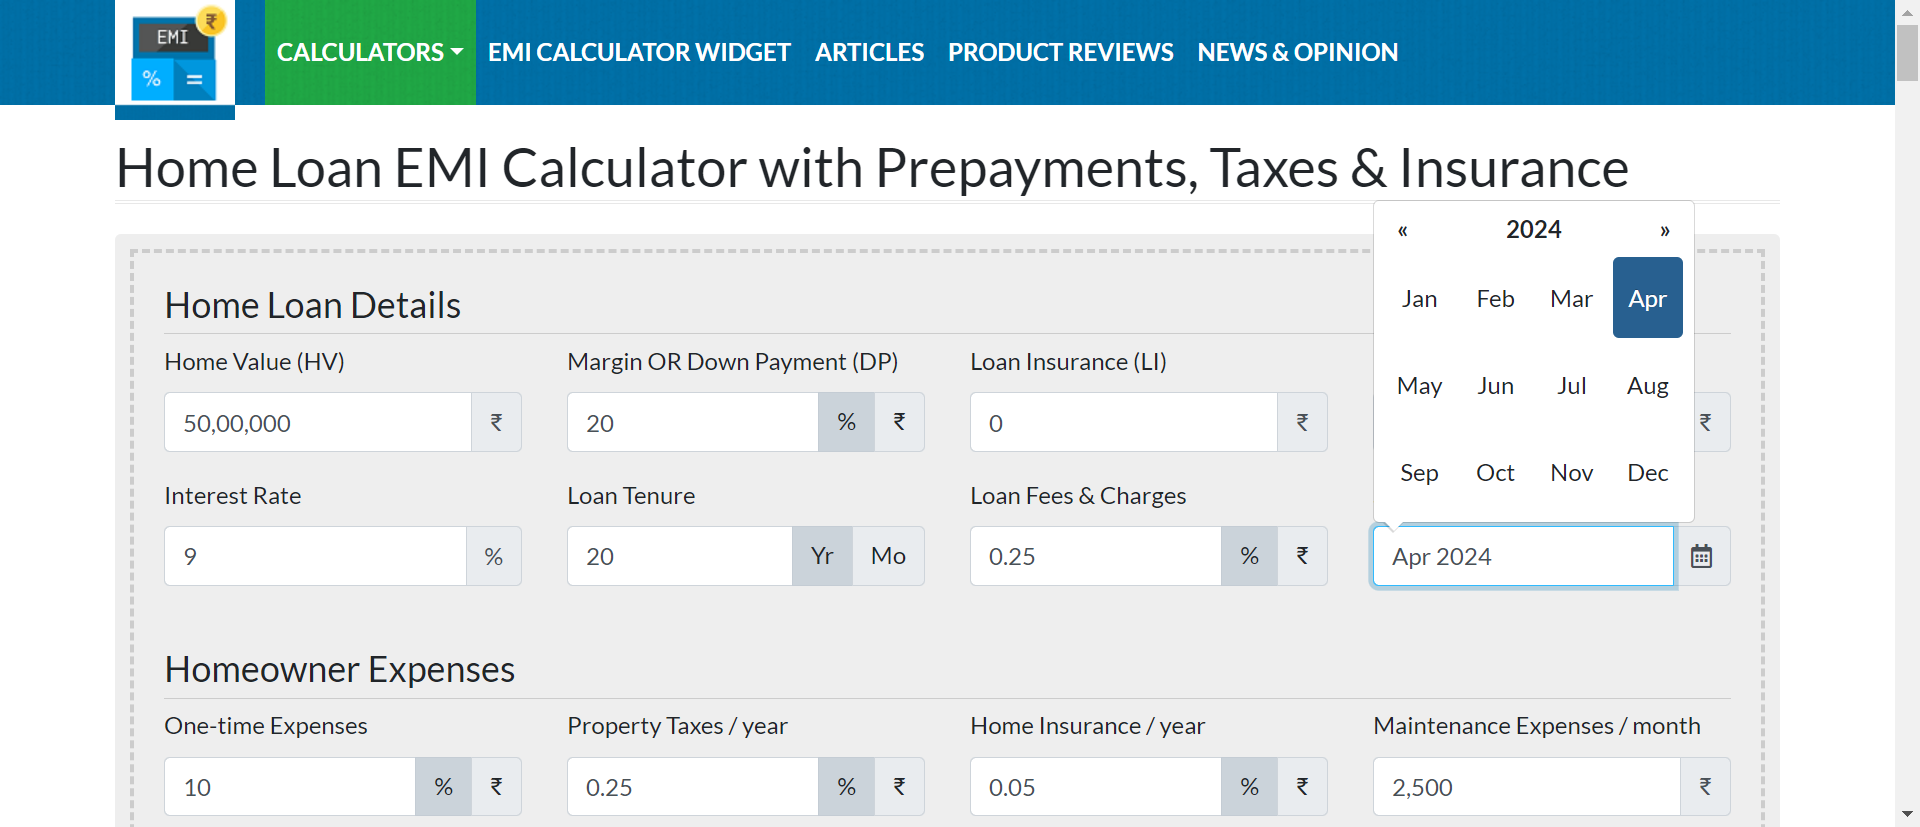 EMI
% =
CALCULATORS EMI CALCULATOR WIDGET ARTICLES PRODUCT REVIEWS NEWS & OPINION
Home Loan EMI Calculator with Prepayments, Taxes & Insurance
« 2024 »
Jan Feb Mar Apr
May Jun Jul Aug
Sep Oct Nov Dec
Home Loan Details
Home Value (HV) Margin OR Down Payment (DP) Loan Insurance (LI)
50,00,000 ₹ 20 % ₹ 0 ₹ ₹
Interest Rate Loan Tenure Loan Fees & Charges
9 % 20 Yr Mo 0.25 % ₹ Apr 2024
Homeowner Expenses
One-time Expenses Property Taxes / year Home Insurance / year Maintenance Expenses / month
10 % ₹ 0.25 % ₹ 0.05 % ₹ 2,500 ₹